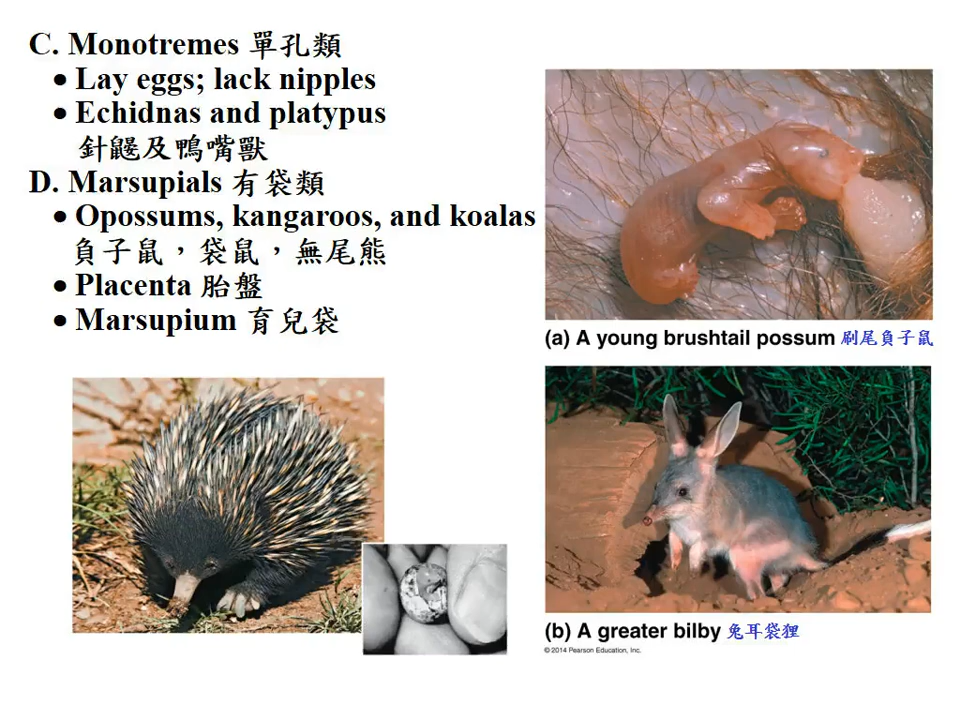 C. Monotremes 單孔類
• Lay eggs; lack nipples
• Echidnas and platypus
針鼴及鴨嘴獸
D. Marsupials 有袋類
• Opossums, kangaroos, and koalas
負子鼠，袋鼠，無尾熊
• Placenta 胎盤
• Marsupium 育兒袋
(a) A young brushtail possum 刷尾負子鼠
(b) A greater bilby 兔耳袋狸
© 2014 Pearson Education, Inc.